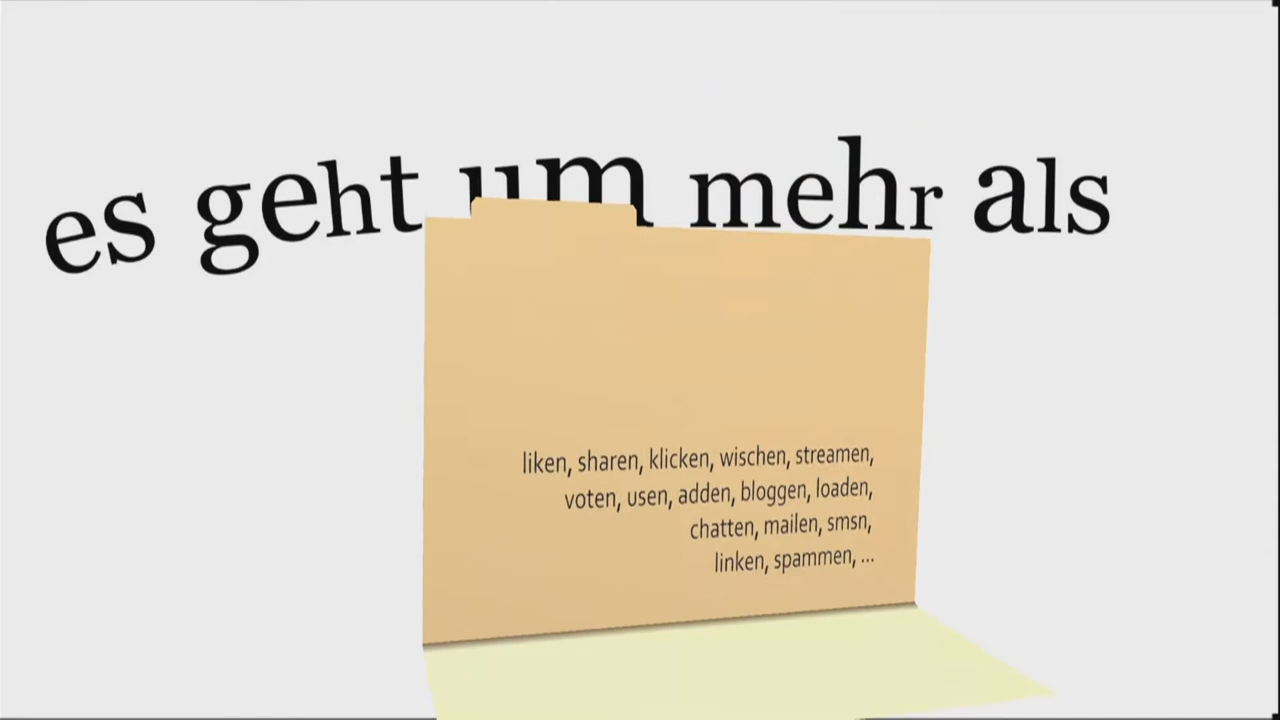 es geht um mehr als
liken, sharen, klicken, wischen, streamen,
voten, usen, adden, bloggen, loaden,
chatten, mailen, smsn,
linken, spammen, ...